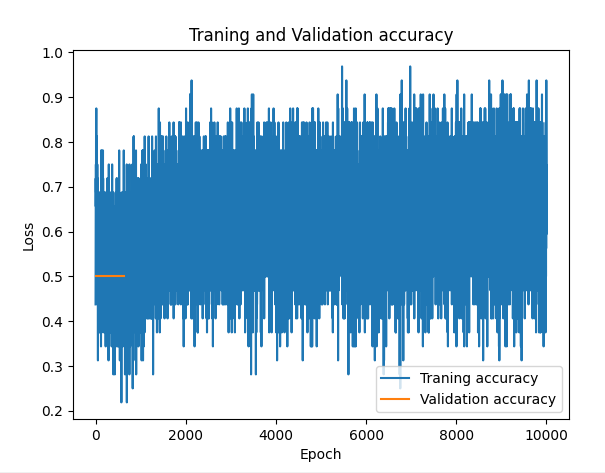 Traning and Validation accuracy
1.0
0.9
0.8
0.7
0.6
0.5
0.4
0.3
0.2
Loss
0 2000 4000 6000 8000 10000
Epoch
Traning accuracy
Validation accuracy